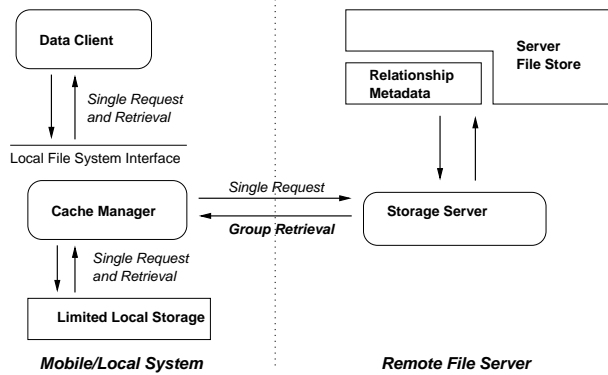 Data Client
Single Request
and Retrieval
Local File System Interface
Cache Manager
Single Request
and Retrieval
Limited Local Storage
Mobile/Local System
Single Request
Group Retrieval
Server
File Store
Relationship
Metadata
Storage Server
Remote File Server